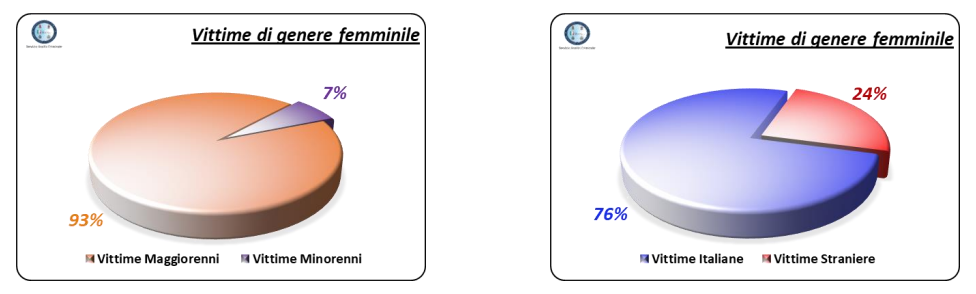 Vittime di genere femminile
7%
93%
Vittime Maggiorenni Vittime Minorenni
Vittime di genere femminile
24%
76%
Vittime Italiane Vittime Straniere